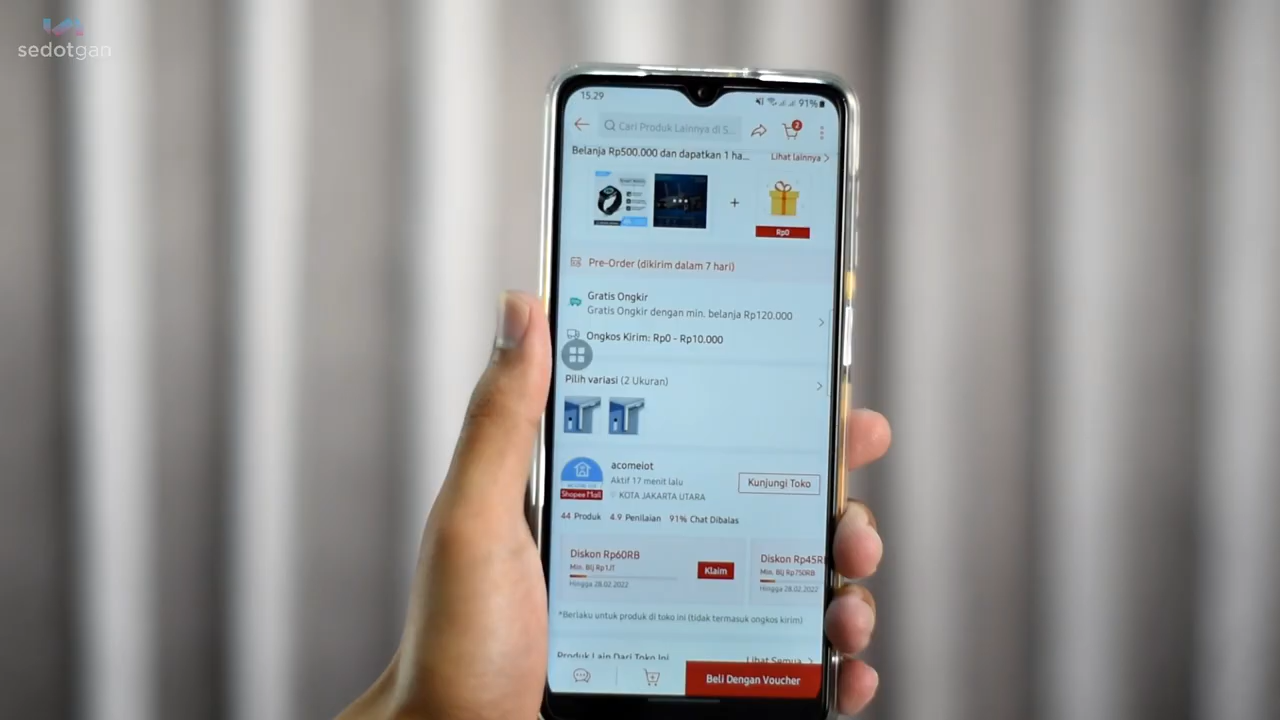 sedotgan
15.29
91%
Cari Produk Lainnya di S...
2
Belanja Rp500.000 dan dapatkan 1 ha...
Lihat lainnya
+
Rp0
Pre-Order (dikirim dalam 7 hari)
Gratis Ongkir
Gratis Ongkir dengan min. belanja Rp120.000
Ongkos Kirim: Rp0 - Rp10.000
Pilih variasi (2 Ukuran)
acomeiot
Aktif 17 menit lalu
KOTA JAKARTA UTARA
Shopee Mall
Kunjungi Toko
44 Produk 4.9 Penilaian 91% Chat Dibalas
Diskon Rp60RB
Min. Blj Rp1JT
Hingga 28.02.2022
Klaim
Diskon Rp45R
Min. Blj Rp750RB
Hingga 28.02.2022
*Berlaku untuk produk di toko ini (tidak termasuk ongkos kirim)
Produk Lain Dari Toko Ini
Lihat Semua
Beli Dengan Voucher